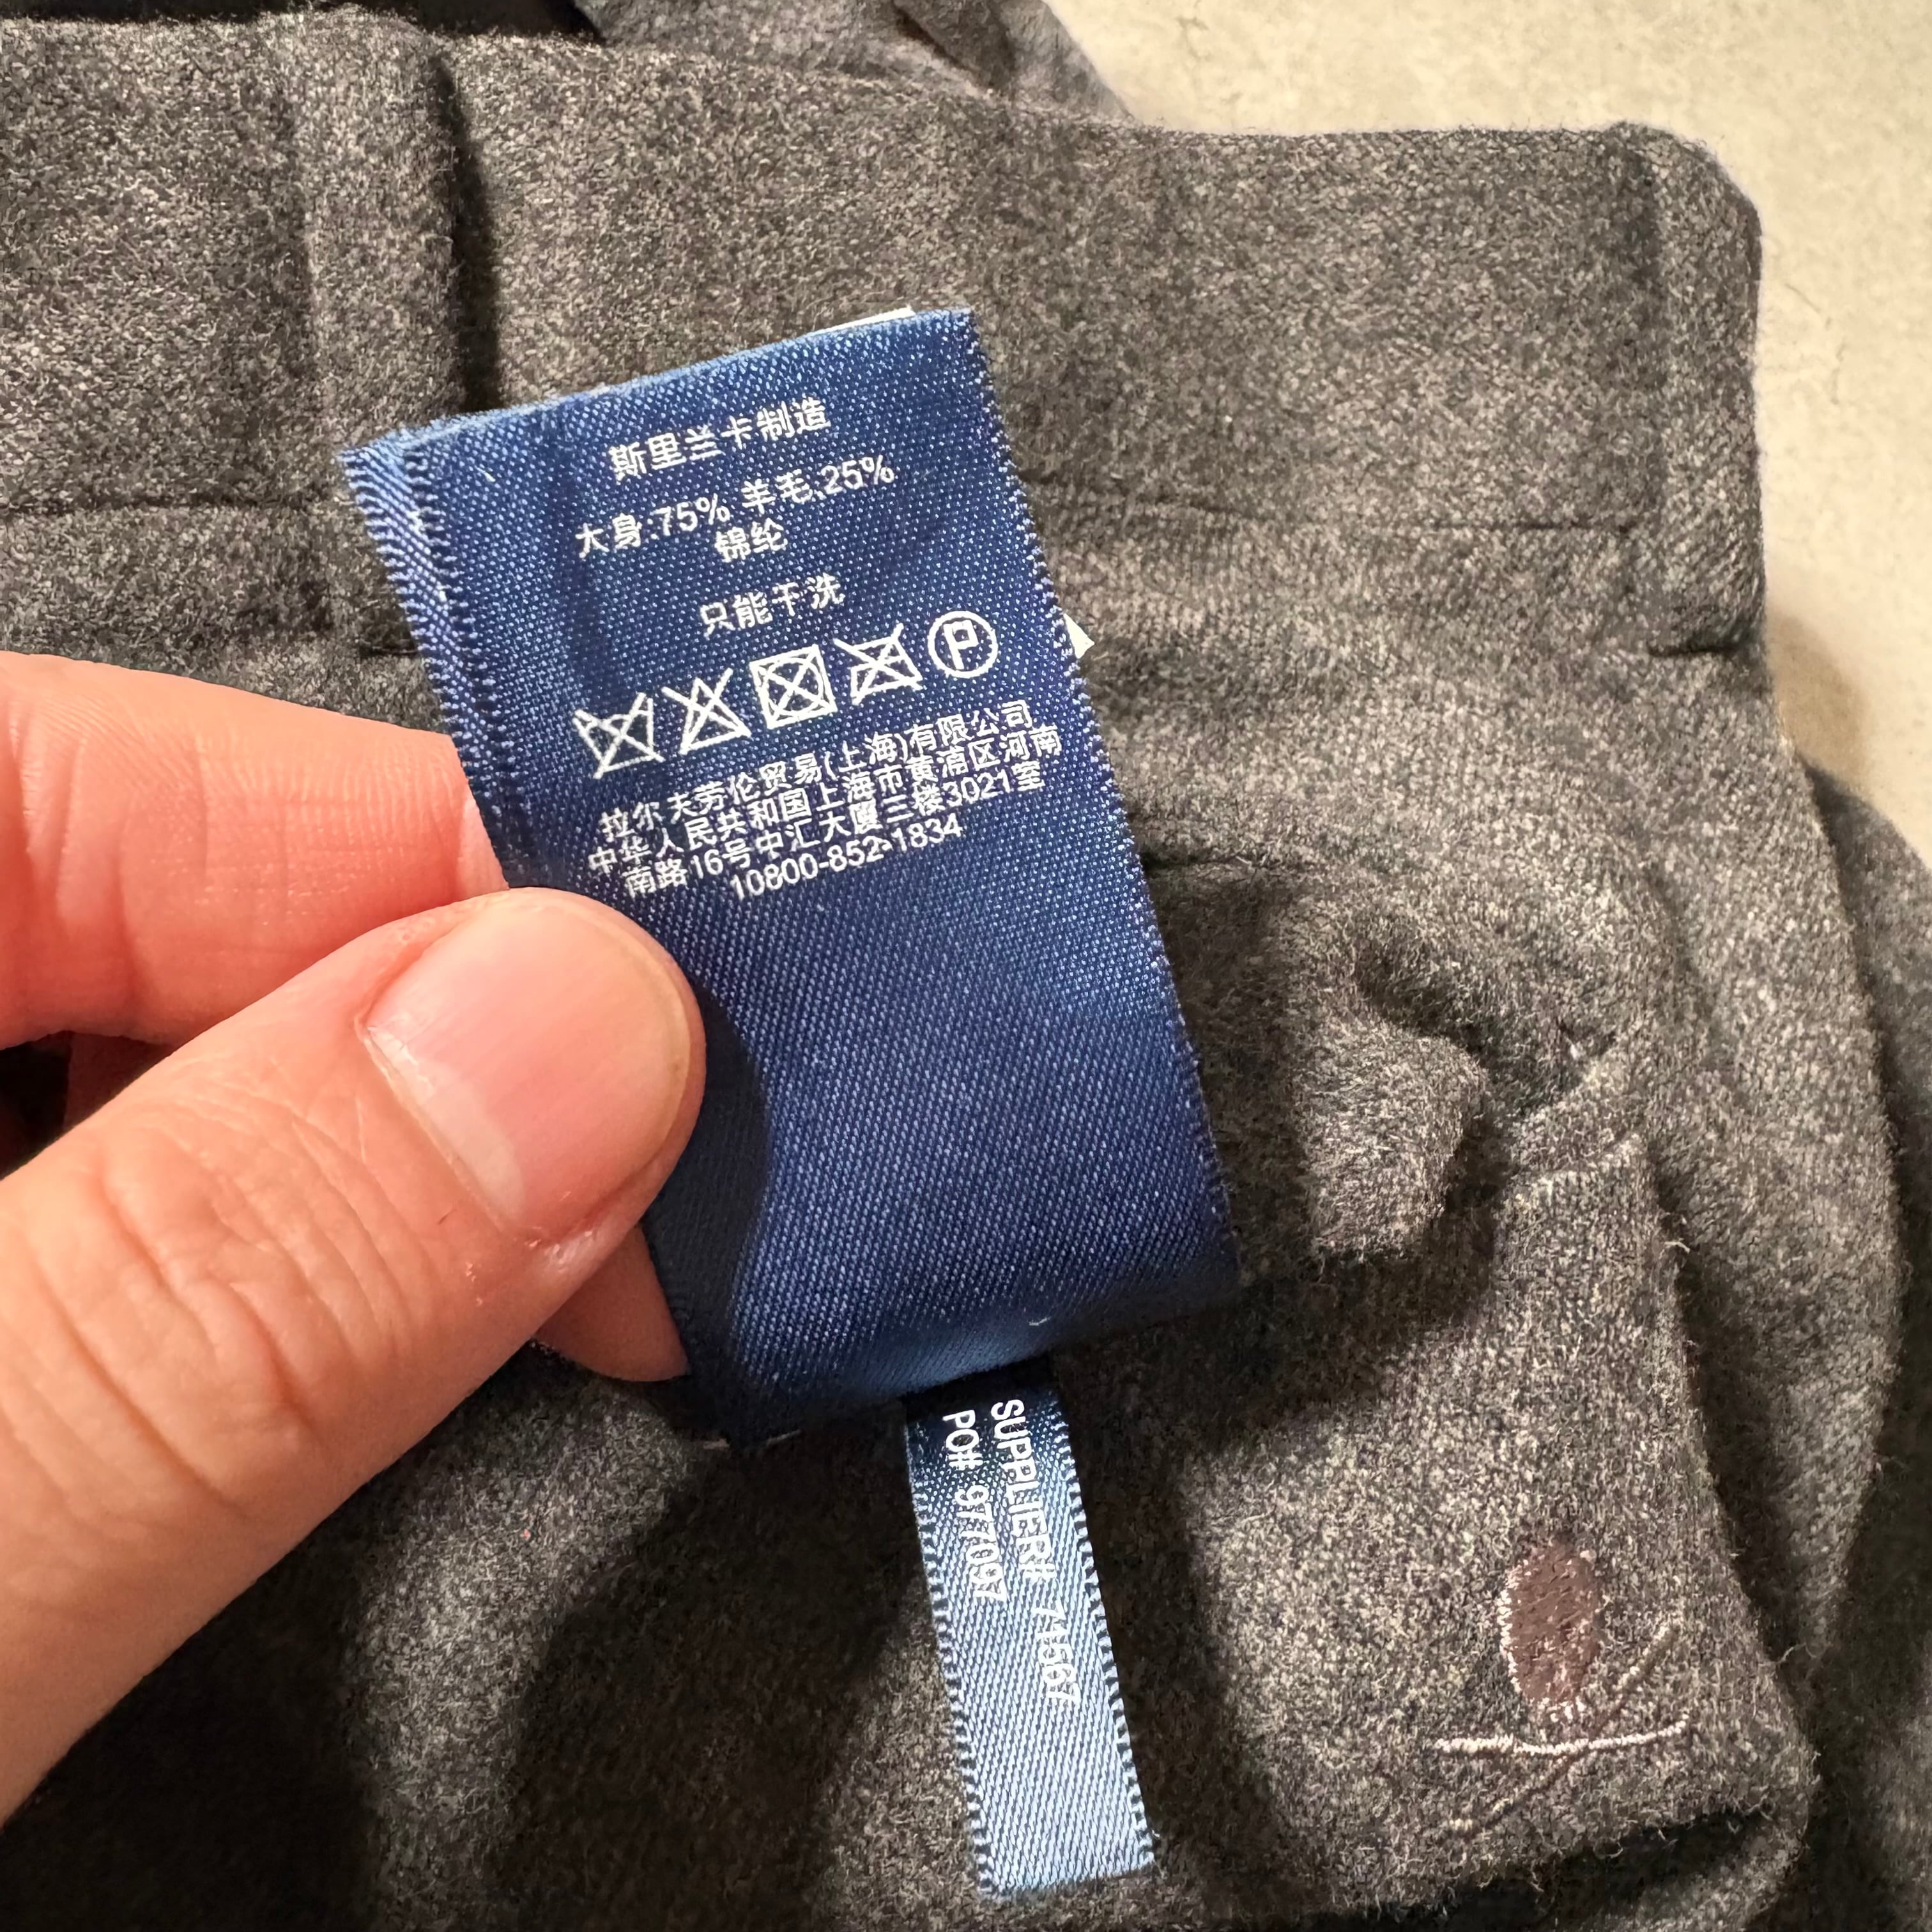 斯里兰卡制造
大身:75% 羊毛,25%
锦纶
只能干洗
P
拉尔夫劳伦贸易(上海)有限公司
中华人民共和国上海市黄浦区河南
南路16号中汇大厦三楼3021室
10800-852-1834
SUPPLIER# 71567
PO# 977097